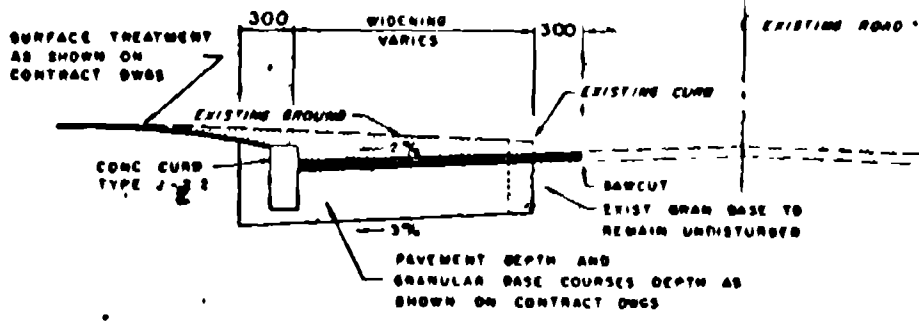 300
WIDENING
VARIES
300
EXISTING ROAD
SURFACE TREATMENT
AS SHOWN ON
CONTRACT DWGS
EXISTING GROUND
EXISTING CURB
2%
CONC CURB
TYPE
SAWCUT
EXIST GRAN BASE TO
REMAIN UNDISTURBED
3%
PAVEMENT DEPTH AND
GRANULAR BASE COURSES DEPTH AS
SHOWN ON CONTRACT DWGS